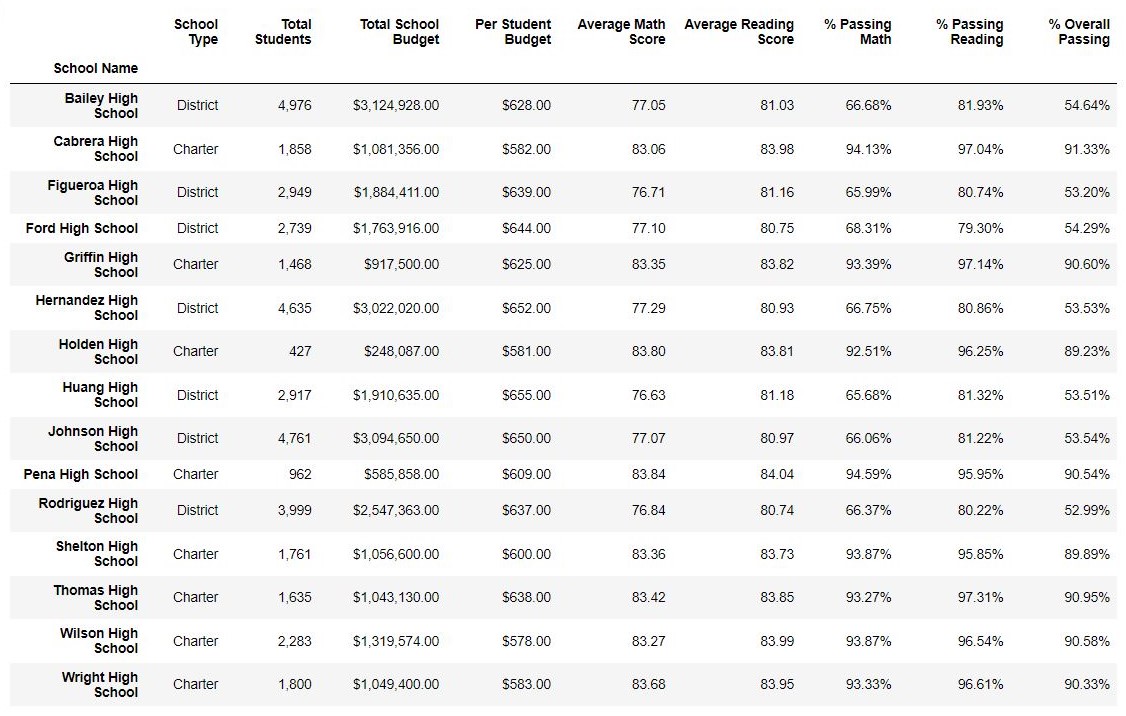 School Type Total Students Total School Budget Per Student Budget Average Math Score Average Reading Score % Passing Math % Passing Reading % Overall Passing
School Name
Bailey High School District 4,976 $3,124,928.00 $628.00 77.05 81.03 66.68% 81.93% 54.64%
Cabrera High School Charter 1,858 $1,081,356.00 $582.00 83.06 83.98 94.13% 97.04% 91.33%
Figueroa High School District 2,949 $1,884,411.00 $639.00 76.71 81.16 65.99% 80.74% 53.20%
Ford High School District 2,739 $1,763,916.00 $644.00 77.10 80.75 68.31% 79.30% 54.29%
Griffin High School Charter 1,468 $917,500.00 $625.00 83.35 83.82 93.39% 97.14% 90.60%
Hernandez High School District 4,635 $3,022,020.00 $652.00 77.29 80.93 66.75% 80.86% 53.53%
Holden High School Charter 427 $248,087.00 $581.00 83.80 83.81 92.51% 96.25% 89.23%
Huang High School District 2,917 $1,910,635.00 $655.00 76.63 81.18 65.68% 81.32% 53.51%
Johnson High School District 4,761 $3,094,650.00 $650.00 77.07 80.97 66.06% 81.22% 53.54%
Pena High School Charter 962 $585,858.00 $609.00 83.84 84.04 94.59% 95.95% 90.54%
Rodriguez High School District 3,999 $2,547,363.00 $637.00 76.84 80.74 66.37% 80.22% 52.99%
Shelton High School Charter 1,761 $1,056,600.00 $600.00 83.36 83.73 93.87% 95.85% 89.89%
Thomas High School Charter 1,635 $1,043,130.00 $638.00 83.42 83.85 93.27% 97.31% 90.95%
Wilson High School Charter 2,283 $1,319,574.00 $578.00 83.27 83.99 93.87% 96.54% 90.58%
Wright High School Charter 1,800 $1,049,400.00 $583.00 83.68 83.95 93.33% 96.61% 90.33%